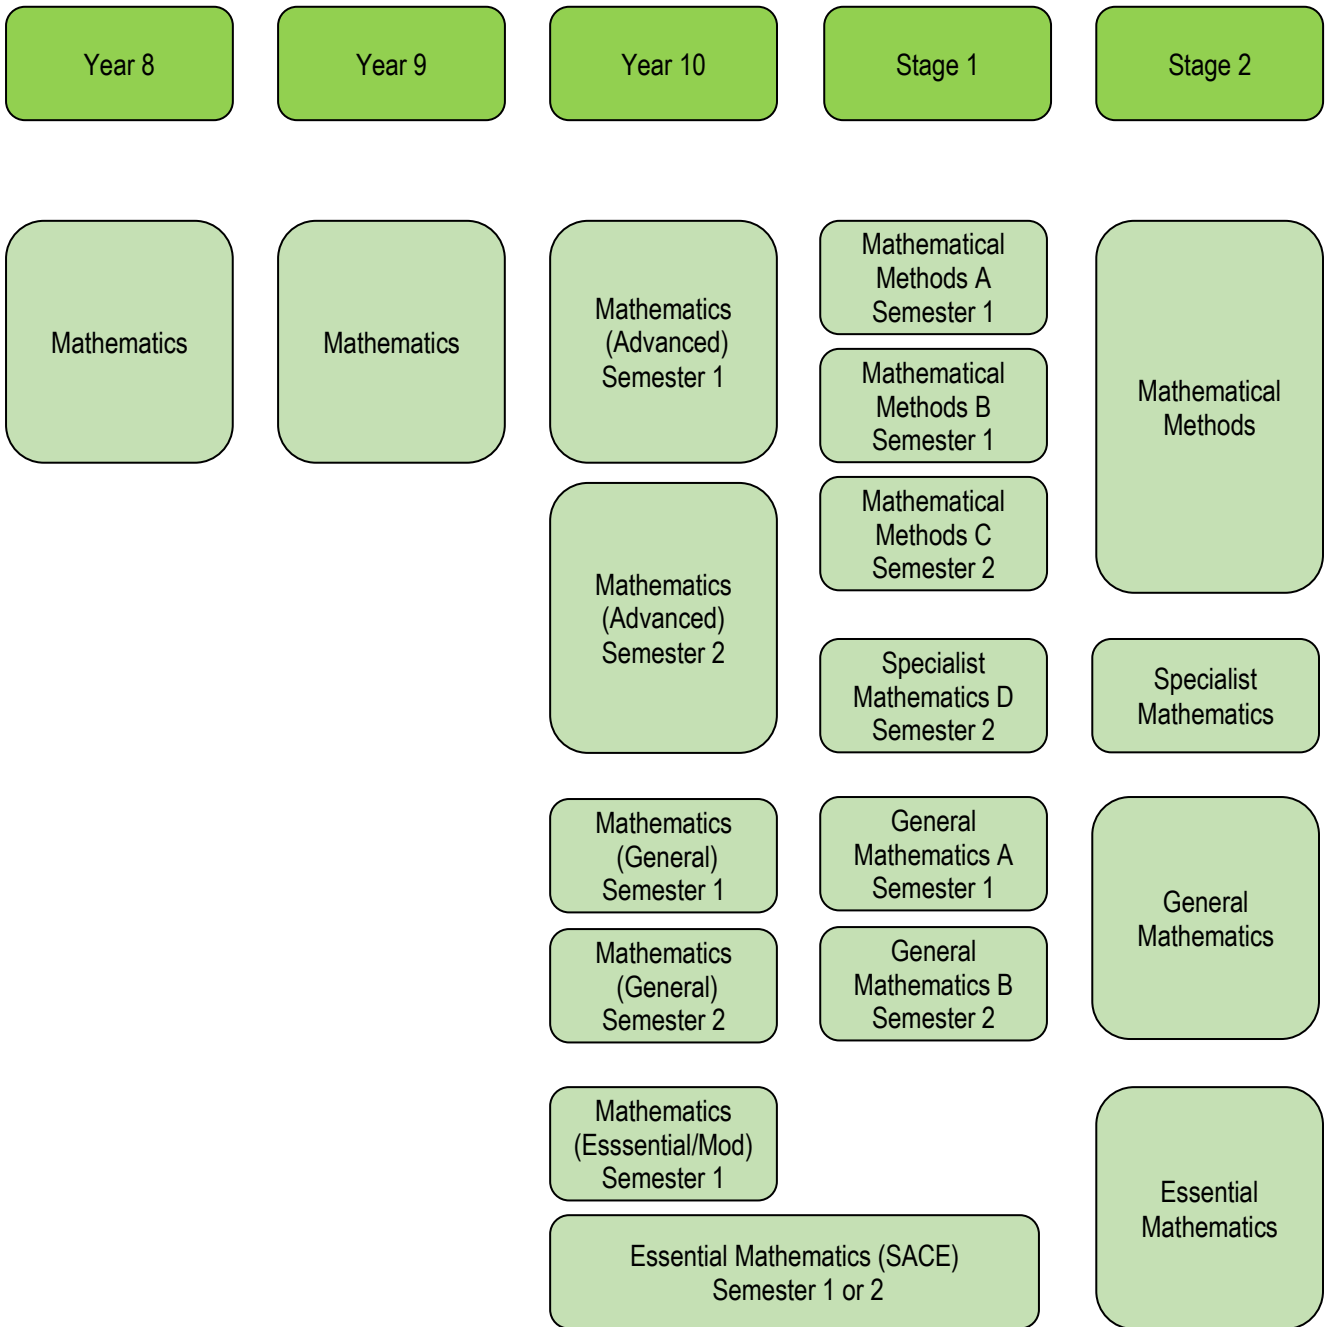 Year 8
Year 9
Year 10
Stage 1
Stage 2
Mathematics
Mathematics
Mathematics
(Advanced)
Semester 1
Mathematics
(Advanced)
Semester 2
Mathematics
(General)
Semester 1
Mathematics
(General)
Semester 2
Mathematics
(Esssential/Mod)
Semester 1
Essential Mathematics (SACE)
Semester 1 or 2
Mathematical
Methods A
Semester 1
Mathematical
Methods B
Semester 1
Mathematical
Methods C
Semester 2
Specialist
Mathematics D
Semester 2
General
Mathematics A
Semester 1
General
Mathematics B
Semester 2
Mathematical
Methods
Specialist
Mathematics
General
Mathematics
Essential
Mathematics